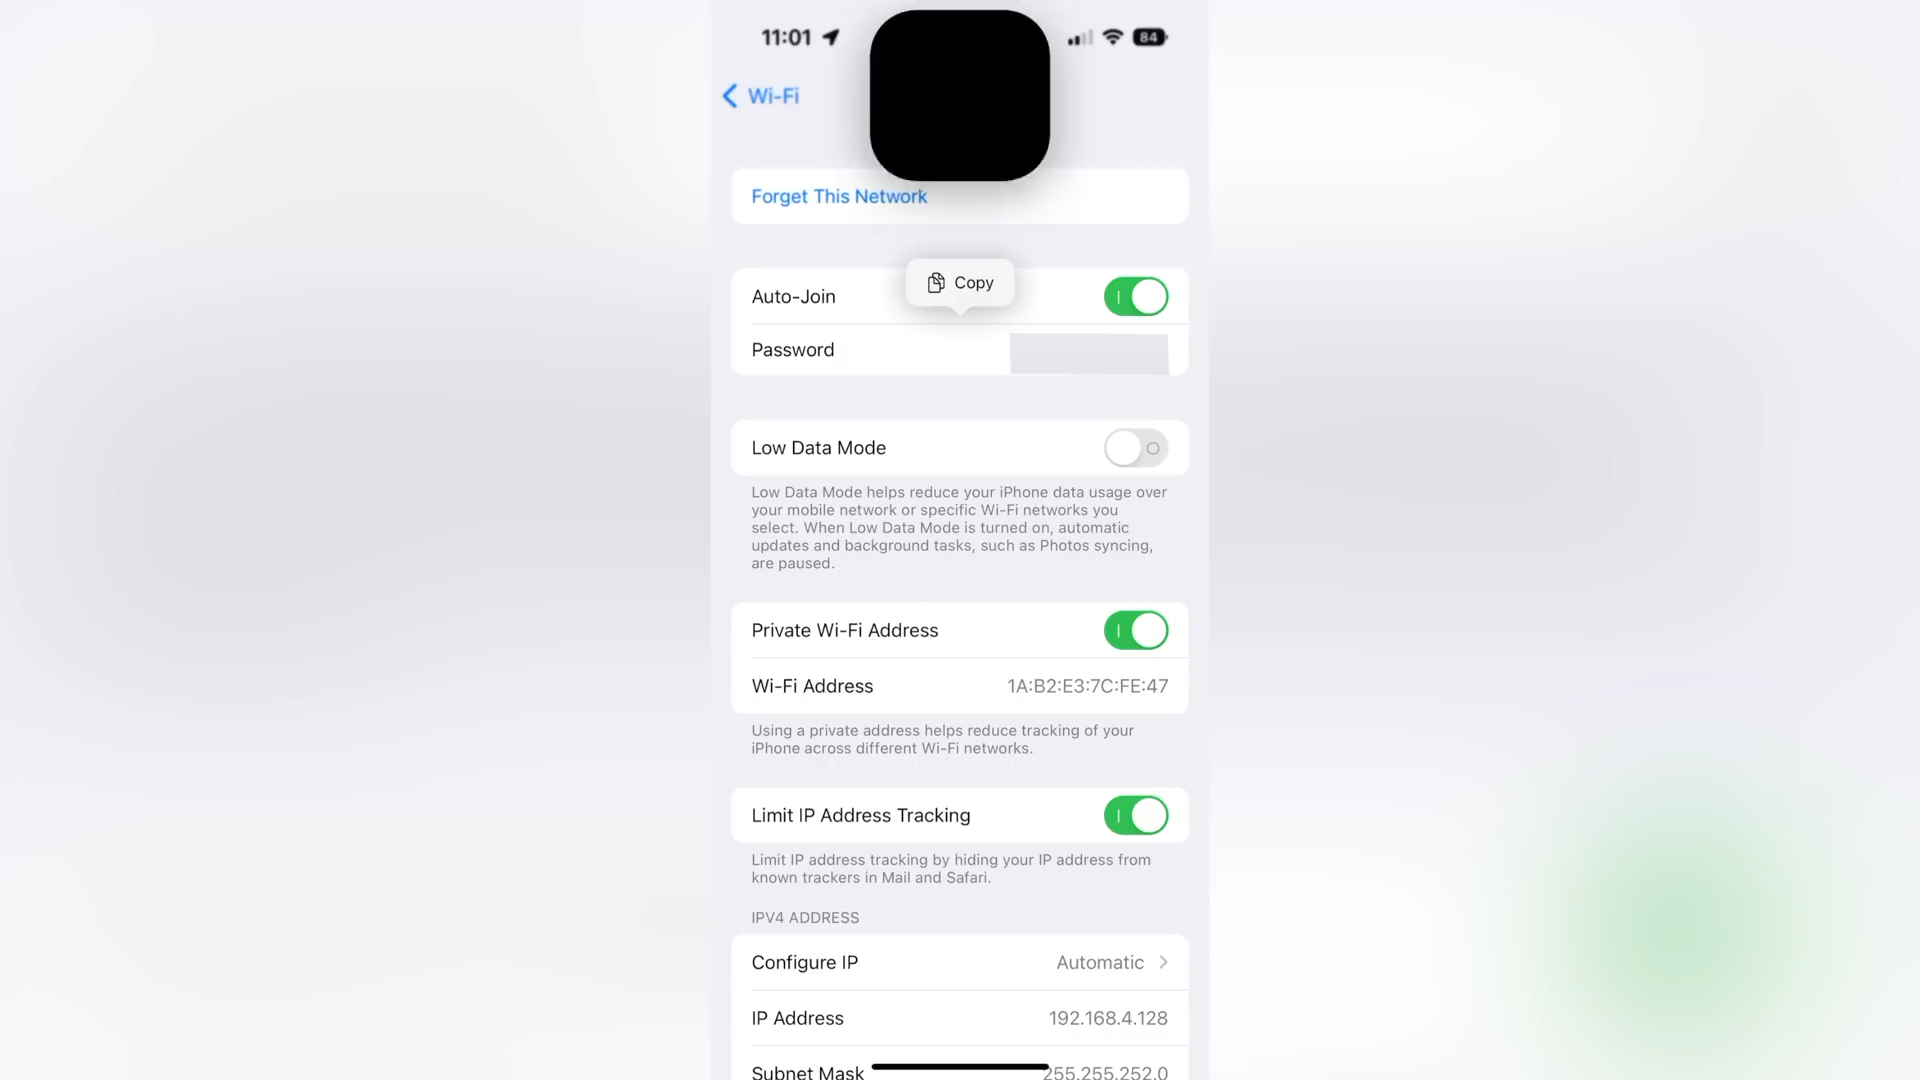 11:01
84
Wi-Fi
Forget This Network
Copy
Auto-Join
Password
Low Data Mode
Low Data Mode helps reduce your iPhone data usage over
your mobile network or specific Wi-Fi networks you
select. When Low Data Mode is turned on, automatic
updates and background tasks, such as Photos syncing,
are paused.
Private Wi-Fi Address
Wi-Fi Address 1A:B2:E3:7C:FE:47
Using a private address helps reduce tracking of your
iPhone across different Wi-Fi networks.
Limit IP Address Tracking
Limit IP address tracking by hiding your IP address from
known trackers in Mail and Safari.
IPV4 ADDRESS
Configure IP Automatic
IP Address 192.168.4.128
Subnet Mask 255.255.252.0